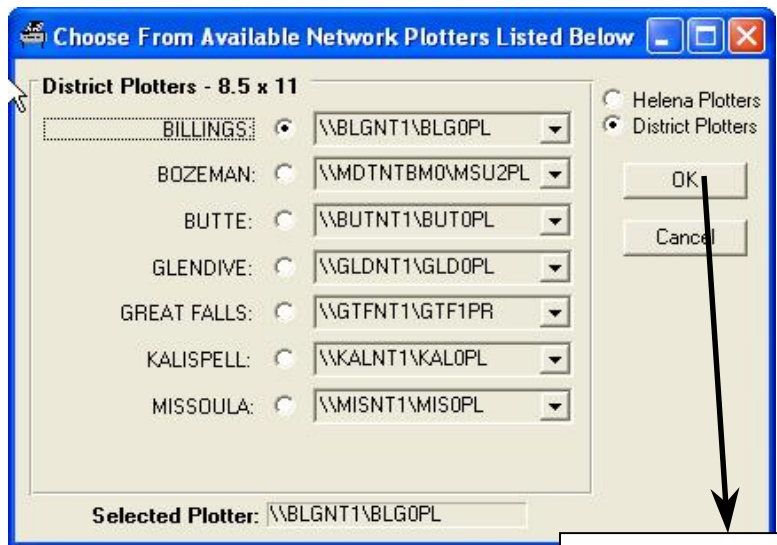 Choose From Available Network Plotters Listed Below
District Plotters - 8.5 x 11
Helena Plotters
District Plotters
BILLINGS: \\BLGNT1\BLG0PL
BOZEMAN: \\MDTNTBM0\MSU2PL
BUTTE: \\BUTNT1\BUT0PL
GLENDIVE: \\GLDNT1\GLD0PL
GREAT FALLS: \\GTFNT1\GTF1PR
KALISPELL: \\KALNT1\KAL0PL
MISSOULA: \\MISNT1\MIS0PL
OK
Cancel
Selected Plotter: \\BLGNT1\BLG0PL